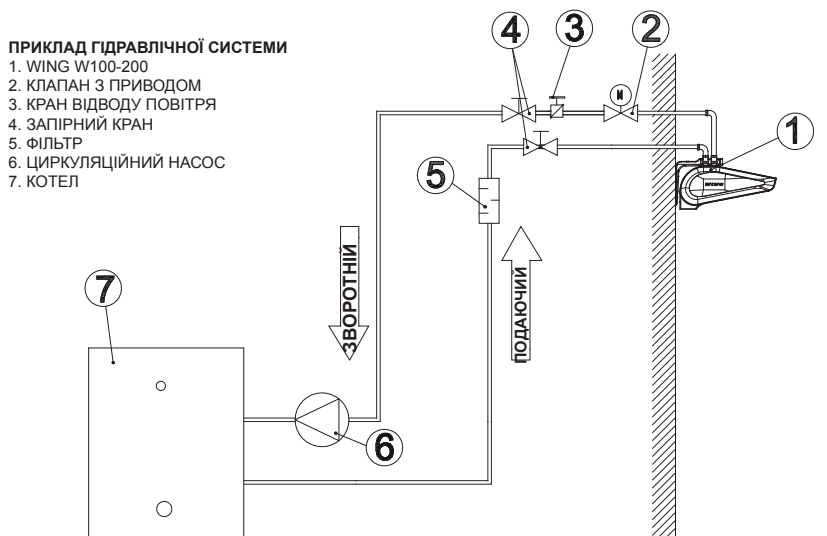 ПРИКЛАД ГІДРАВЛІЧНОЇ СИСТЕМИ
1. WING W100-200
2. КЛАПАН З ПРИВОДОМ
3. КРАН ВІДВОДУ ПОВІТРЯ
4. ЗАПІРНИЙ КРАН
5. ФІЛЬТР
6. ЦИРКУЛЯЦІЙНИЙ НАСОС
7. КОТЕЛ
4
3
2
M
1
5
ЗВОРОТНІЙ
ПОДАЮЧИЙ
7
6